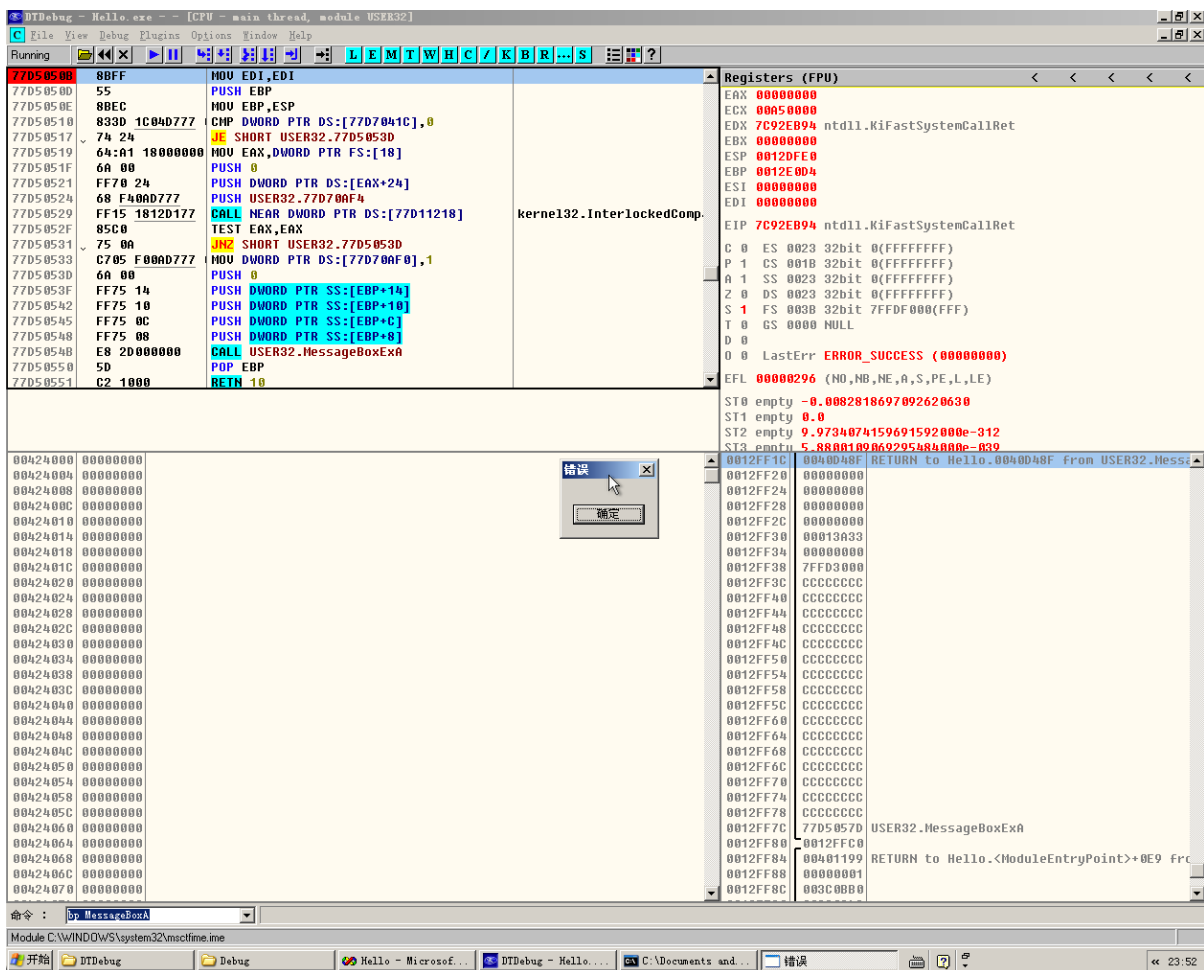 DTDebug - Hello.exe - - [CPU - main thread, module USER32]
C File View Debug Plugins Options Window Help
Running L E M T W H C / K B R ... S ?
77D5050B 8BFF MOV EDI,EDI
77D5050D 55 PUSH EBP
77D5050E 8BEC MOV EBP,ESP
77D50510 833D 1C04D777 CMP DWORD PTR DS:[77D7041C],0
77D50517 74 24 JE SHORT USER32.77D5053D
77D50519 64:A1 18000000 MOV EAX,DWORD PTR FS:[18]
77D5051F 6A 00 PUSH 0
77D50521 FF70 24 PUSH DWORD PTR DS:[EAX+24]
77D50524 68 F40AD777 PUSH USER32.77D70AF4
77D50529 FF15 1812D177 CALL NEAR DWORD PTR DS:[77D11218] kernel32.InterlockedComp
77D5052F 85C0 TEST EAX,EAX
77D50531 75 0A JNZ SHORT USER32.77D5053D
77D50533 C705 F00AD777 MOV DWORD PTR DS:[77D70AF0],1
77D5053D 6A 00 PUSH 0
77D5053F FF75 14 PUSH DWORD PTR SS:[EBP+14]
77D50542 FF75 10 PUSH DWORD PTR SS:[EBP+10]
77D50545 FF75 0C PUSH DWORD PTR SS:[EBP+C]
77D50548 FF75 08 PUSH DWORD PTR SS:[EBP+8]
77D5054B E8 2D000000 CALL USER32.MessageBoxExA
77D50550 5D POP EBP
77D50551 C2 1000 RETN 10
Registers (FPU) < < < < <
EAX 00000000
ECX 00A50000
EDX 7C92EB94 ntdll.KiFastSystemCallRet
EBX 00000000
ESP 0012DFE0
EBP 0012E0D4
ESI 00000000
EDI 00000000
EIP 7C92EB94 ntdll.KiFastSystemCallRet
C 0 ES 0023 32bit 0(FFFFFFFF)
P 1 CS 001B 32bit 0(FFFFFFFF)
A 1 SS 0023 32bit 0(FFFFFFFF)
Z 0 DS 0023 32bit 0(FFFFFFFF)
S 1 FS 003B 32bit 7FFDF000(FFF)
T 0 GS 0000 NULL
D 0
O 0 LastErr ERROR_SUCCESS (00000000)
EFL 00000296 (NO,NB,NE,A,S,PE,L,LE)
ST0 empty -0.0082818697092620630
ST1 empty 0.0
ST2 empty 9.9734074159691592000e-312
ST3 empty 5.8800109069295484000e-039
00424000 00000000
00424004 00000000
00424008 00000000
0042400C 00000000
00424010 00000000
00424014 00000000
00424018 00000000
0042401C 00000000
00424020 00000000
00424024 00000000
00424028 00000000
0042402C 00000000
00424030 00000000
00424034 00000000
00424038 00000000
0042403C 00000000
00424040 00000000
00424044 00000000
00424048 00000000
0042404C 00000000
00424050 00000000
00424054 00000000
00424058 00000000
0042405C 00000000
00424060 00000000
00424064 00000000
00424068 00000000
0042406C 00000000
00424070 00000000
错误
确定
0012FF1C 0040D48F RETURN to Hello.0040D48F from USER32.Messa
0012FF20 00000000
0012FF24 00000000
0012FF28 00000000
0012FF2C 00000000
0012FF30 00013A33
0012FF34 00000000
0012FF38 7FFD3000
0012FF3C CCCCCCCC
0012FF40 CCCCCCCC
0012FF44 CCCCCCCC
0012FF48 CCCCCCCC
0012FF4C CCCCCCCC
0012FF50 CCCCCCCC
0012FF54 CCCCCCCC
0012FF58 CCCCCCCC
0012FF5C CCCCCCCC
0012FF60 CCCCCCCC
0012FF64 CCCCCCCC
0012FF68 CCCCCCCC
0012FF6C CCCCCCCC
0012FF70 CCCCCCCC
0012FF74 CCCCCCCC
0012FF78 CCCCCCCC
0012FF7C 77D5057D USER32.MessageBoxExA
0012FF80 0012FFC0
0012FF84 00401199 RETURN to Hello.<ModuleEntryPoint>+0E9 fro
0012FF88 00000001
0012FF8C 003C0BB0
命令 : bp MessageBoxA
Module C:\WINDOWS\system32\msctfime.ime
开始 DTDebug Debug Hello - Microsof... DTDebug - Hello.... C:\Documents and... 错误 « 23:52